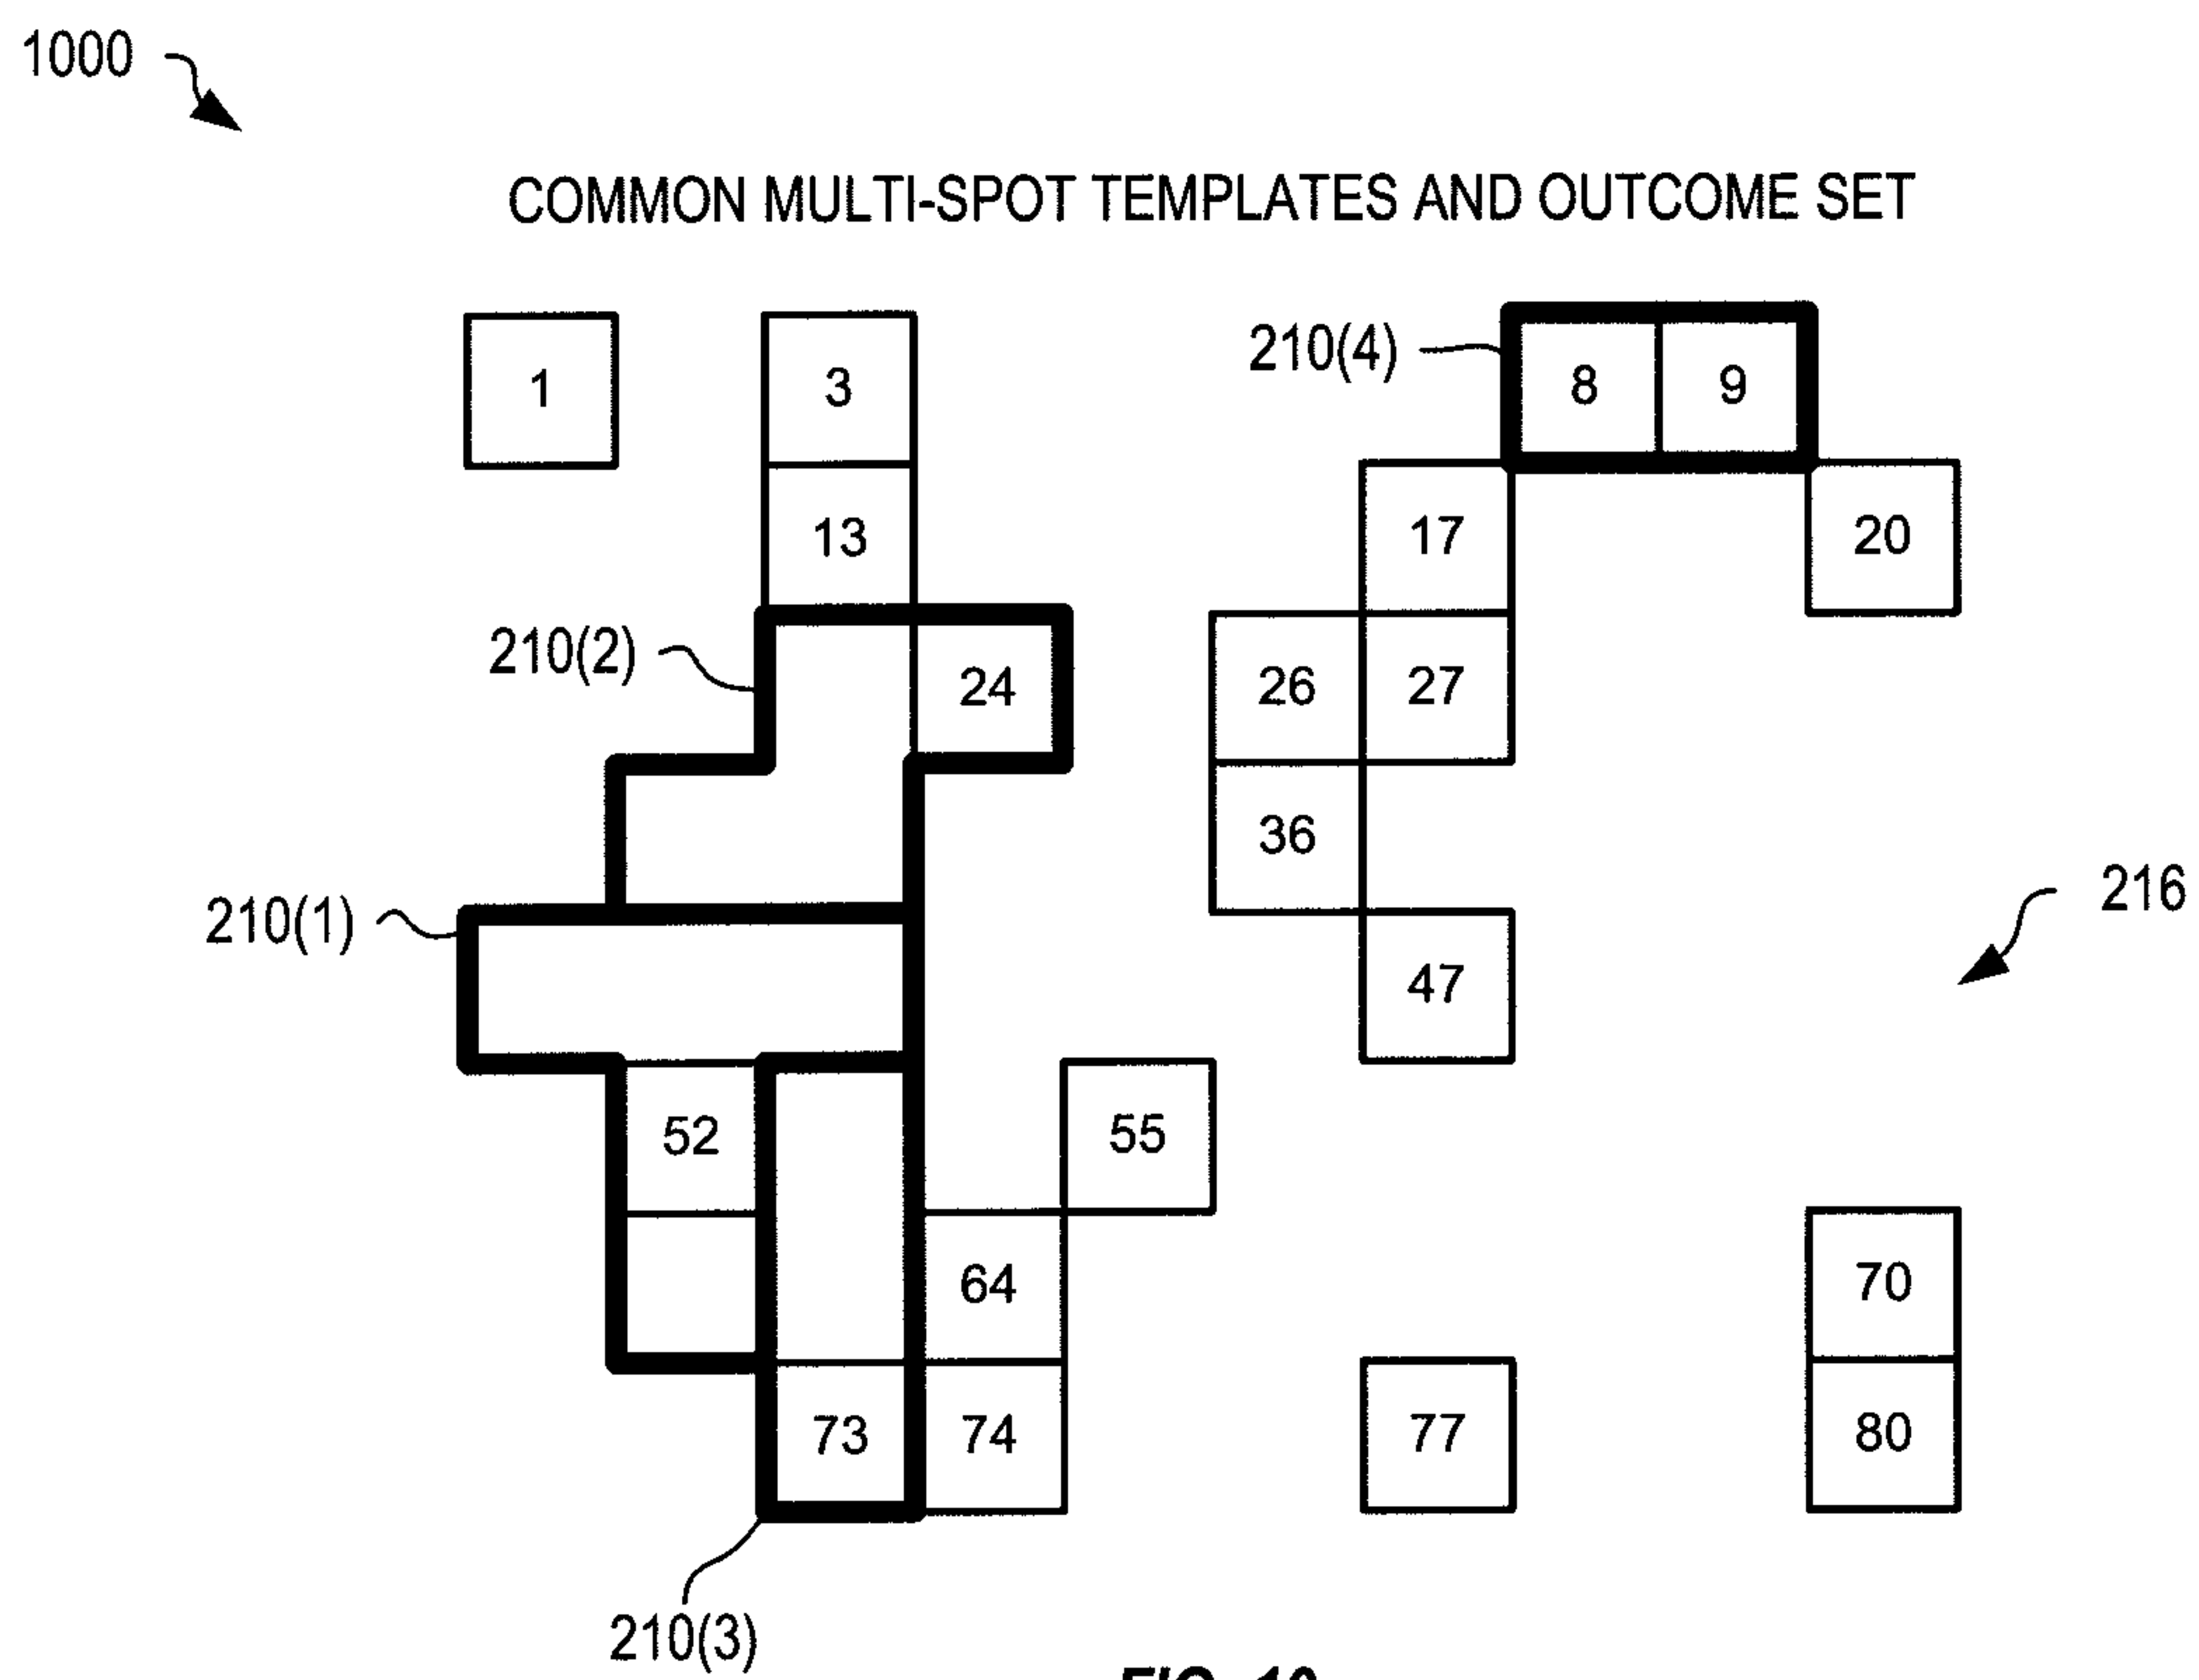 1000
COMMON MULTI-SPOT TEMPLATES AND OUTCOME SET
1 3 210(4) 8 9
13 17 20
210(2) 24 26 27
36
210(1) 216
47
52 55
64 70
73 74 77 80
210(3)